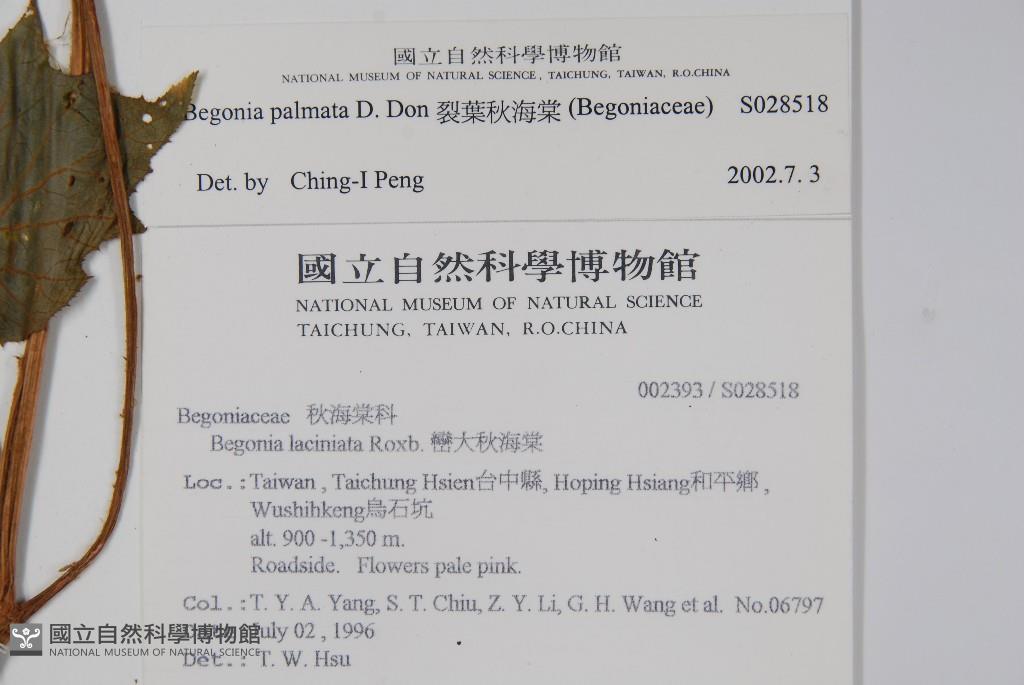 國立自然科學博物館
NATIONAL MUSEUM OF NATURAL SCIENCE, TAICHUNG, TAIWAN, R.O.CHINA
Begonia palmata D. Don 裂葉秋海棠 (Begoniaceae) S028518
Det. by Ching-I Peng 2002.7.3
國立自然科學博物館
NATIONAL MUSEUM OF NATURAL SCIENCE
TAICHUNG, TAIWAN, R.O.CHINA
002393 / S028518
Begoniaceae 秋海棠科
Begonia laciniata Roxb. 巒大秋海棠
Loc.: Taiwan , Taichung Hsien台中縣, Hoping Hsiang和平鄉 ,
Wushihkeng烏石坑
alt. 900 -1,350 m.
Roadside. Flowers pale pink.
Col.: T. Y. A. Yang, S. T. Chiu, Z. Y. Li, G. H. Wang et al. No.06797
July 02 , 1996
Det.: T. W. Hsu
國立自然科學博物館
NATIONAL MUSEUM OF NATURAL SCIENCE